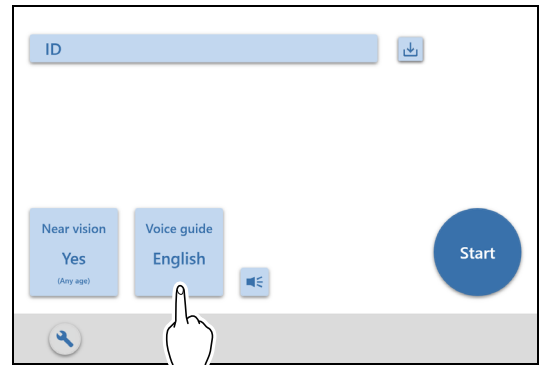 ID
Near vision
Yes
(Any age)
Voice guide
English
Start